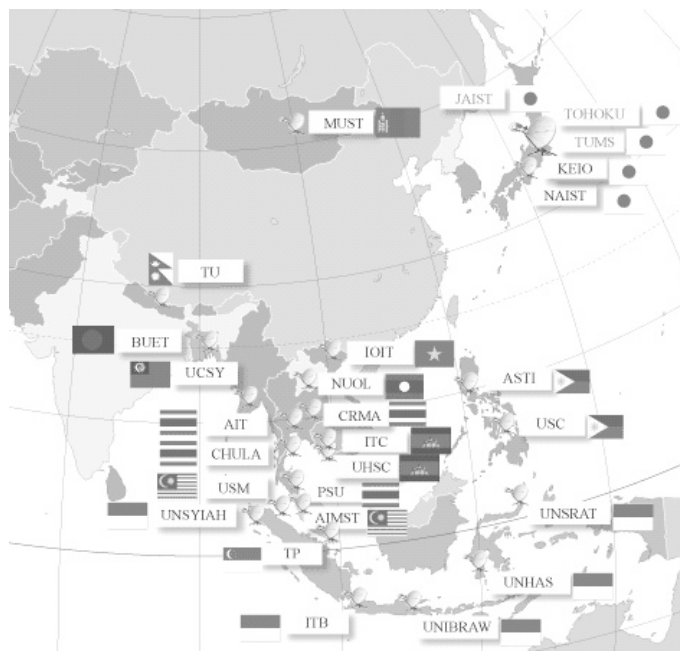 JAIST
TOHOKU
MUST
TUMS
KEIO
NAIST
TU
BUET
IOIT
UCSY
NUOL
ASTI
AIT
CRMA
USC
ITC
CHULA
UHSC
USM
PSU
UNSYIAH
AIMST
UNSRAT
TP
UNHAS
ITB
UNIBRAW